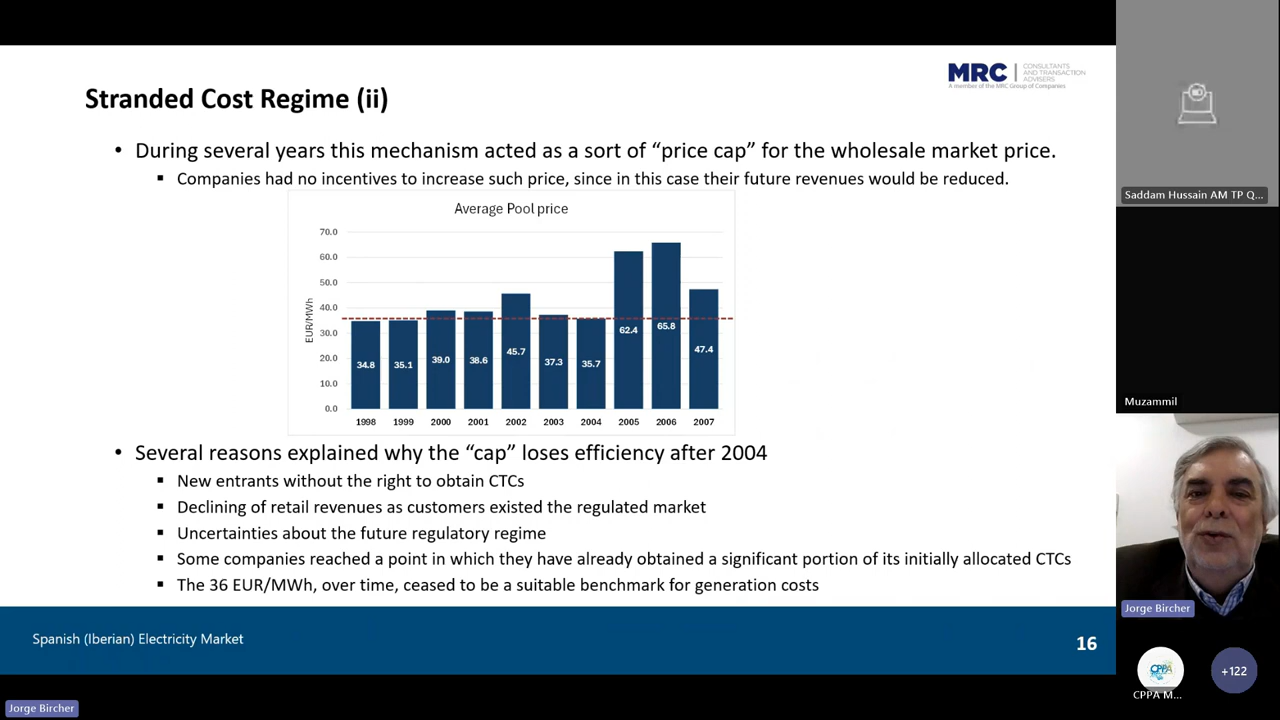 MRC
CONSULTANTS
AND TRANSACTION
ADVISERS
A member of the MRC Group of Companies
Stranded Cost Regime (ii)
• During several years this mechanism acted as a sort of “price cap” for the wholesale market price.
▪ Companies had no incentives to increase such price, since in this case their future revenues would be reduced.
Average Pool price
EUR/MWh
70.0
60.0
50.0
40.0
30.0
20.0
10.0
0.0
34.8 35.1 39.0 38.6 45.7 37.3 35.7 62.4 65.8 47.4
1998 1999 2000 2001 2002 2003 2004 2005 2006 2007
• Several reasons explained why the “cap” loses efficiency after 2004
▪ New entrants without the right to obtain CTCs
▪ Declining of retail revenues as customers existed the regulated market
▪ Uncertainties about the future regulatory regime
▪ Some companies reached a point in which they have already obtained a significant portion of its initially allocated CTCs
▪ The 36 EUR/MWh, over time, ceased to be a suitable benchmark for generation costs
Spanish (Iberian) Electricity Market
16
Jorge Bircher
Saddam Hussain AM TP Q...
Muzammil
Jorge Bircher
CPPA
CPPA M...
+122